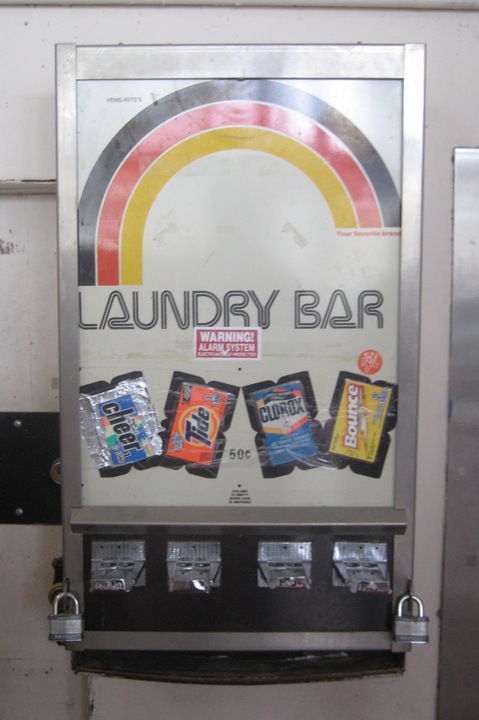 VEND-RITE'S
Your favorite brand
LAUNDRY BAR
WARNING!
ALARM SYSTEM
cheer
Tide
CLOROX
Bounce
50¢